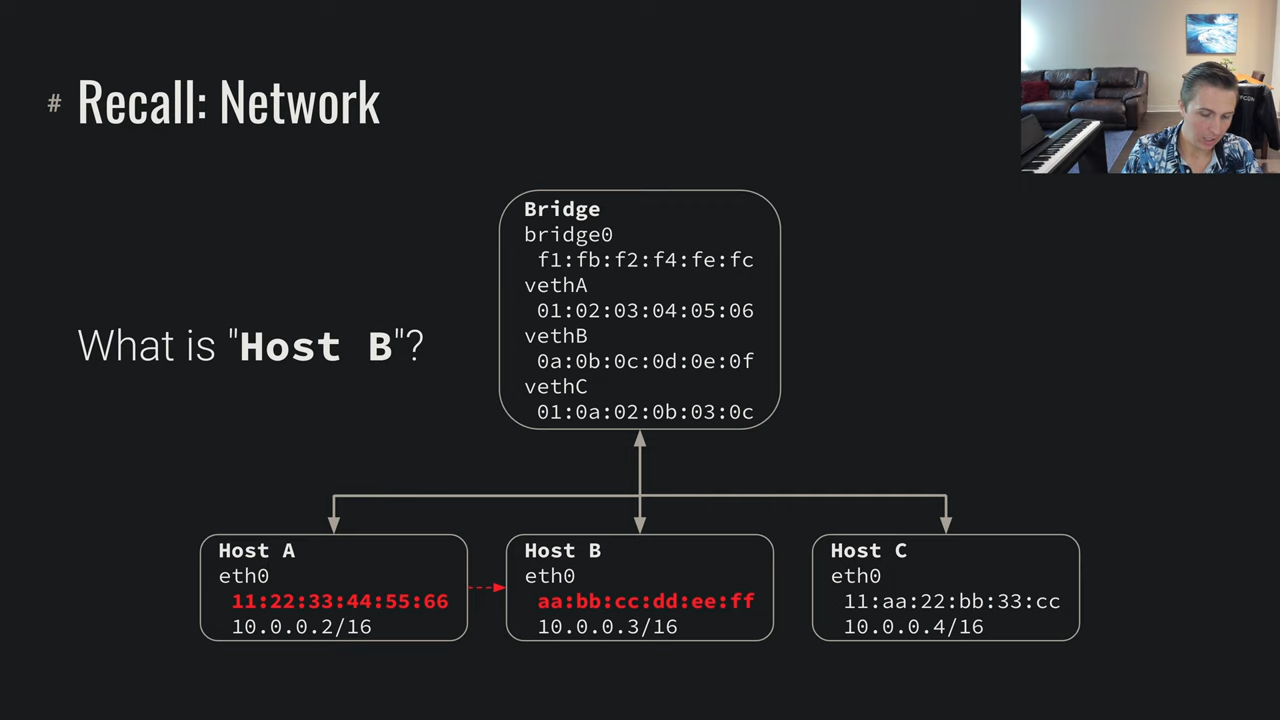 # Recall: Network
What is "Host B"?
Bridge
bridge0
f1:fb:f2:f4:fe:fc
vethA
01:02:03:04:05:06
vethB
0a:0b:0c:0d:0e:0f
vethC
01:0a:02:0b:03:0c
Host A
eth0
11:22:33:44:55:66
10.0.0.2/16
Host B
eth0
aa:bb:cc:dd:ee:ff
10.0.0.3/16
Host C
eth0
11:aa:22:bb:33:cc
10.0.0.4/16